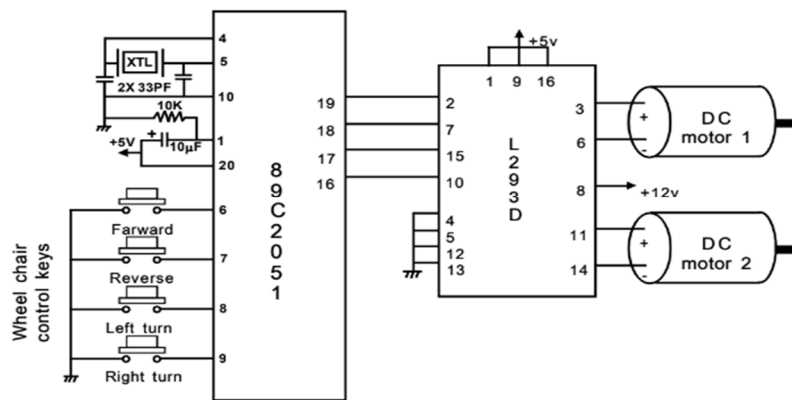 4
XTL
5
2X 33PF
10
10K
1
+5V
+
10µF
20
6
Farward
7
Reverse
8
Left turn
9
Right turn
Wheel chair
control keys
89C2051
19
18
17
16
+5v
1 9 16
2
7
15
10
4
5
12
13
L293D
3
6
8
+12v
11
14
+
-
DC
motor 1
+
-
DC
motor 2